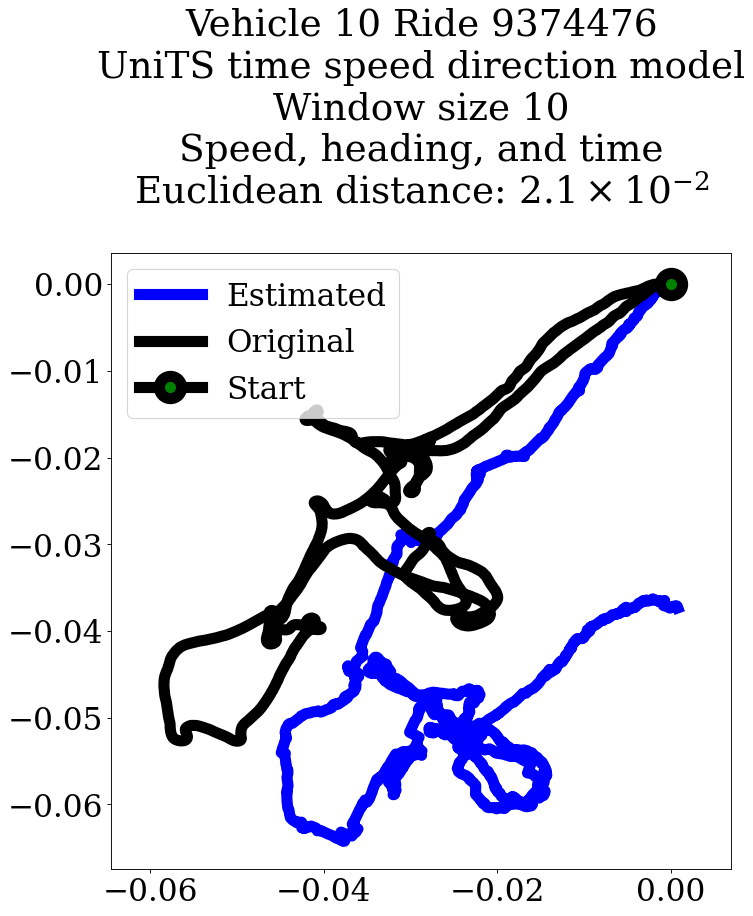 Vehicle 10 Ride 9374476
UniTS time speed direction model
Window size 10
Speed, heading, and time
Euclidean distance: 2.1 × 10⁻²
Estimated
Original
Start
0.00
−0.01
−0.02
−0.03
−0.04
−0.05
−0.06
−0.06 −0.04 −0.02 0.00